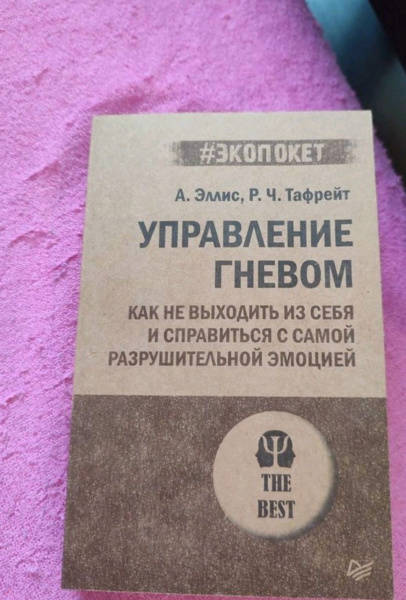 #ЭКОПОКЕТ
А. Эллис, Р. Ч. Тафрейт
УПРАВЛЕНИЕ
ГНЕВОМ
КАК НЕ ВЫХОДИТЬ ИЗ СЕБЯ
И СПРАВИТЬСЯ С САМОЙ
РАЗРУШИТЕЛЬНОЙ ЭМОЦИЕЙ
THE
BEST